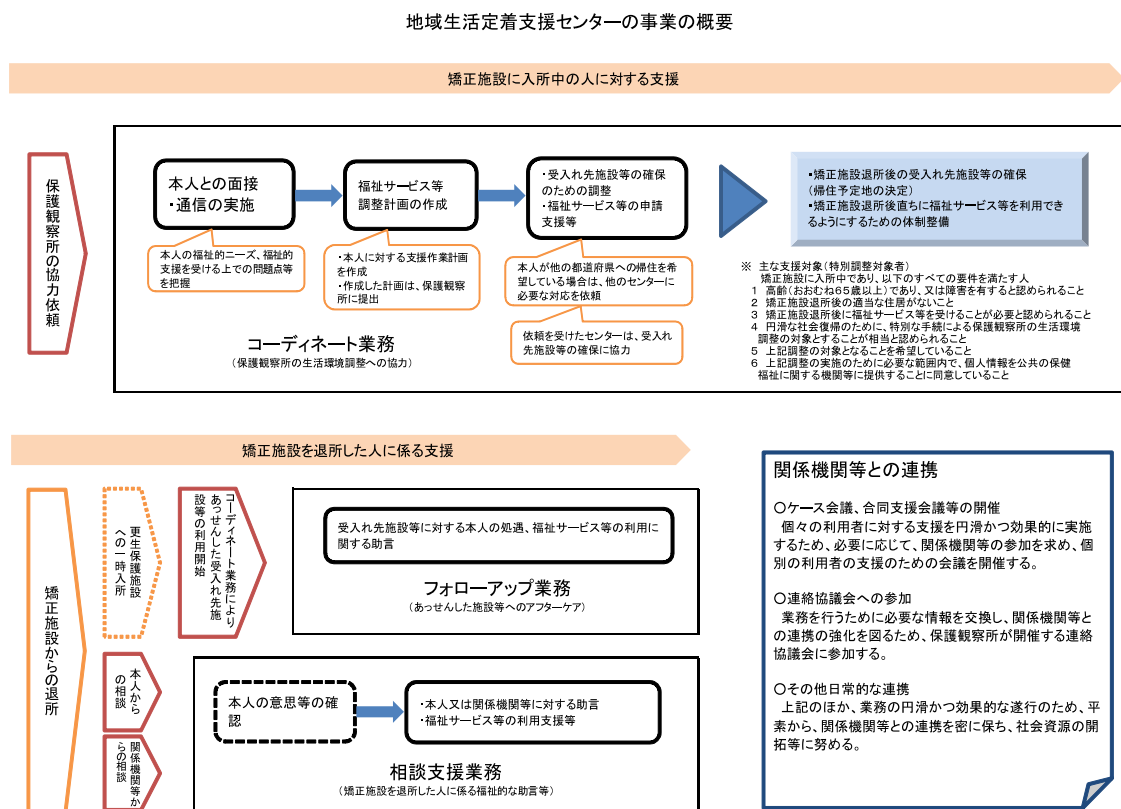 地域生活定着支援センターの事業の概要
矯正施設に入所中の人に対する支援
保護観察所の協力依頼
本人との面接
・通信の実施
福祉サービス等
調整計画の作成
・受入れ先施設等の確保
のための調整
・福祉サービス等の申請
支援等
・矯正施設退所後の受入れ先施設等の確保
(帰住予定地の決定)
・矯正施設退所後直ちに福祉サービス等を利用でき
るようにするための体制整備
本人の福祉的ニーズ、福祉的
支援を受ける上での問題点等
を把握
・本人に対する支援作業計画
を作成
・作成した計画は、保護観察
所に提出
本人が他の都道府県への帰住を希
望している場合は、他のセンターに
必要な対応を依頼
依頼を受けたセンターは、受入れ
先施設等の確保に協力
コーディネート業務
(保護観察所の生活環境調整への協力)
※ 主な支援対象(特別調整対象者)
矯正施設に入所中であり、以下のすべての要件を満たす人
1 高齢(おおむね65歳以上)であり、又は障害を有すると認められること
2 矯正施設退所後の適当な住居がないこと
3 矯正施設退所後に福祉サービス等を受けることが必要と認められること
4 円滑な社会復帰のために、特別な手続による保護観察所の生活環境
調整の対象とすることが相当と認められること
5 上記調整の対象となることを希望していること
6 上記調整の実施のために必要な範囲内で、個人情報を公共の保健
福祉に関する機関等に提供することに同意していること
矯正施設を退所した人に係る支援
矯正施設からの退所
更生保護施設
への一時入所
コーディネート業務により
あっせんした受入れ先施
設等の利用開始
受入れ先施設等に対する本人の処遇、福祉サービス等の利用に
関する助言
フォローアップ業務
(あっせんした施設等へのアフターケア)
本人から
の相談
関係機関等か
らの相談
本人の意思等の確
認
・本人又は関係機関等に対する助言
・福祉サービス等の利用支援等
相談支援業務
(矯正施設を退所した人に係る福祉的な助言等)
関係機関等との連携
○ケース会議、合同支援会議等の開催
個々の利用者に対する支援を円滑かつ効果的に実施
するため、必要に応じて、関係機関等の参加を求め、個
別の利用者の支援のための会議を開催する。
○連絡協議会への参加
業務を行うために必要な情報を交換し、関係機関等と
の連携の強化を図るため、保護観察所が開催する連絡
協議会に参加する。
○その他日常的な連携
上記のほか、業務の円滑かつ効果的な遂行のため、平
素から、関係機関等との連携を密に保ち、社会資源の開
拓等に努める。